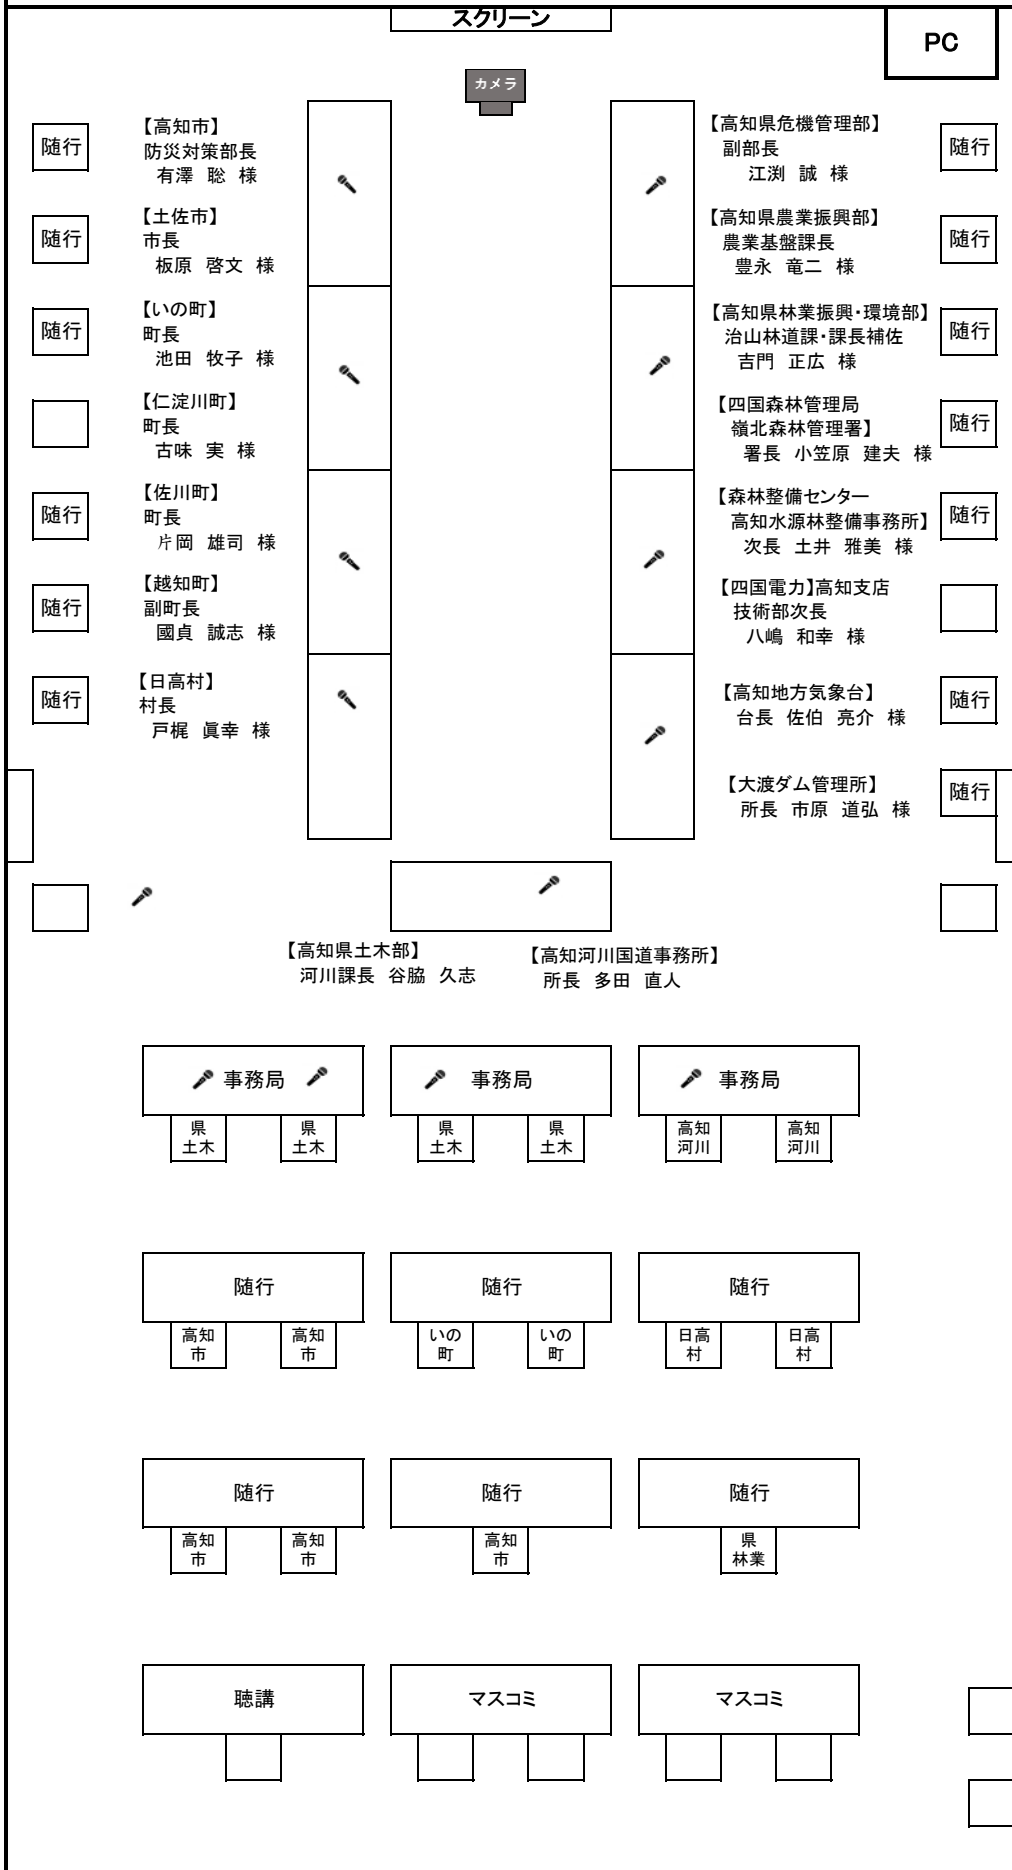 スクリーン
PC
カメラ
随行
【高知市】
防災対策部長
有澤 聡 様
随行
【土佐市】
市長
板原 啓文 様
随行
【いの町】
町長
池田 牧子 様
【仁淀川町】
町長
古味 実 様
随行
【佐川町】
町長
片岡 雄司 様
随行
【越知町】
副町長
國貞 誠志 様
随行
【日高村】
村長
戸梶 眞幸 様
【高知県危機管理部】
副部長
江渕 誠 様
随行
【高知県農業振興部】
農業基盤課長
豊永 竜二 様
随行
【高知県林業振興・環境部】
治山林道課・課長補佐
吉門 正広 様
随行
【四国森林管理局
嶺北森林管理署】
署長 小笠原 建夫 様
随行
【森林整備センター
高知水源林整備事務所】
次長 土井 雅美 様
随行
【四国電力】高知支店
技術部次長
八嶋 和幸 様
【高知地方気象台】
台長 佐伯 亮介 様
随行
【大渡ダム管理所】
所長 市原 道弘 様
随行
【高知県土木部】
河川課長 谷脇 久志
【高知河川国道事務所】
所長 多田 直人
事務局 事務局 事務局
県 県 県 県 高知 高知
土木 土木 土木 土木 河川 河川
随行 随行 随行
高知 高知 いの いの 日高 日高
市 市 町 町 村 村
随行 随行 随行
高知 高知 高知 県
市 市 市 林業
聴講 マスコミ マスコミ